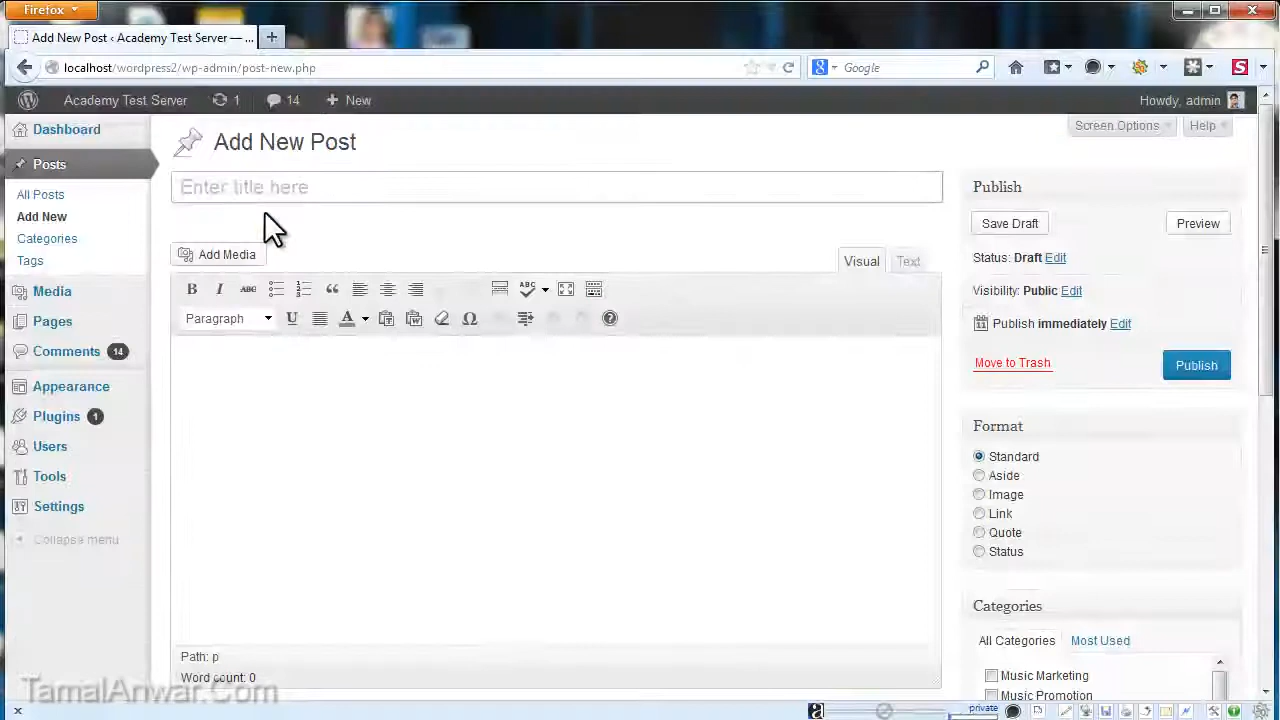 Firefox
Add New Post ‹ Academy Test Server — ...
localhost/wordpress2/wp-admin/post-new.php
Google
Academy Test Server 1 14 New
Howdy, admin
Dashboard
Posts
All Posts
Add New
Categories
Tags
Media
Pages
Comments 14
Appearance
Plugins 1
Users
Tools
Settings
Collapse menu
Screen Options
Help
Add New Post
Enter title here
Add Media
Visual
Text
B I ABC ABC
Paragraph U A Ω
Path: p
Word count: 0
Publish
Save Draft
Preview
Status: Draft Edit
Visibility: Public Edit
Publish immediately Edit
Move to Trash
Publish
Format
Standard
Aside
Image
Link
Quote
Status
Categories
All Categories
Most Used
Music Marketing
Music Promotion
TamalAnwar.Com
private